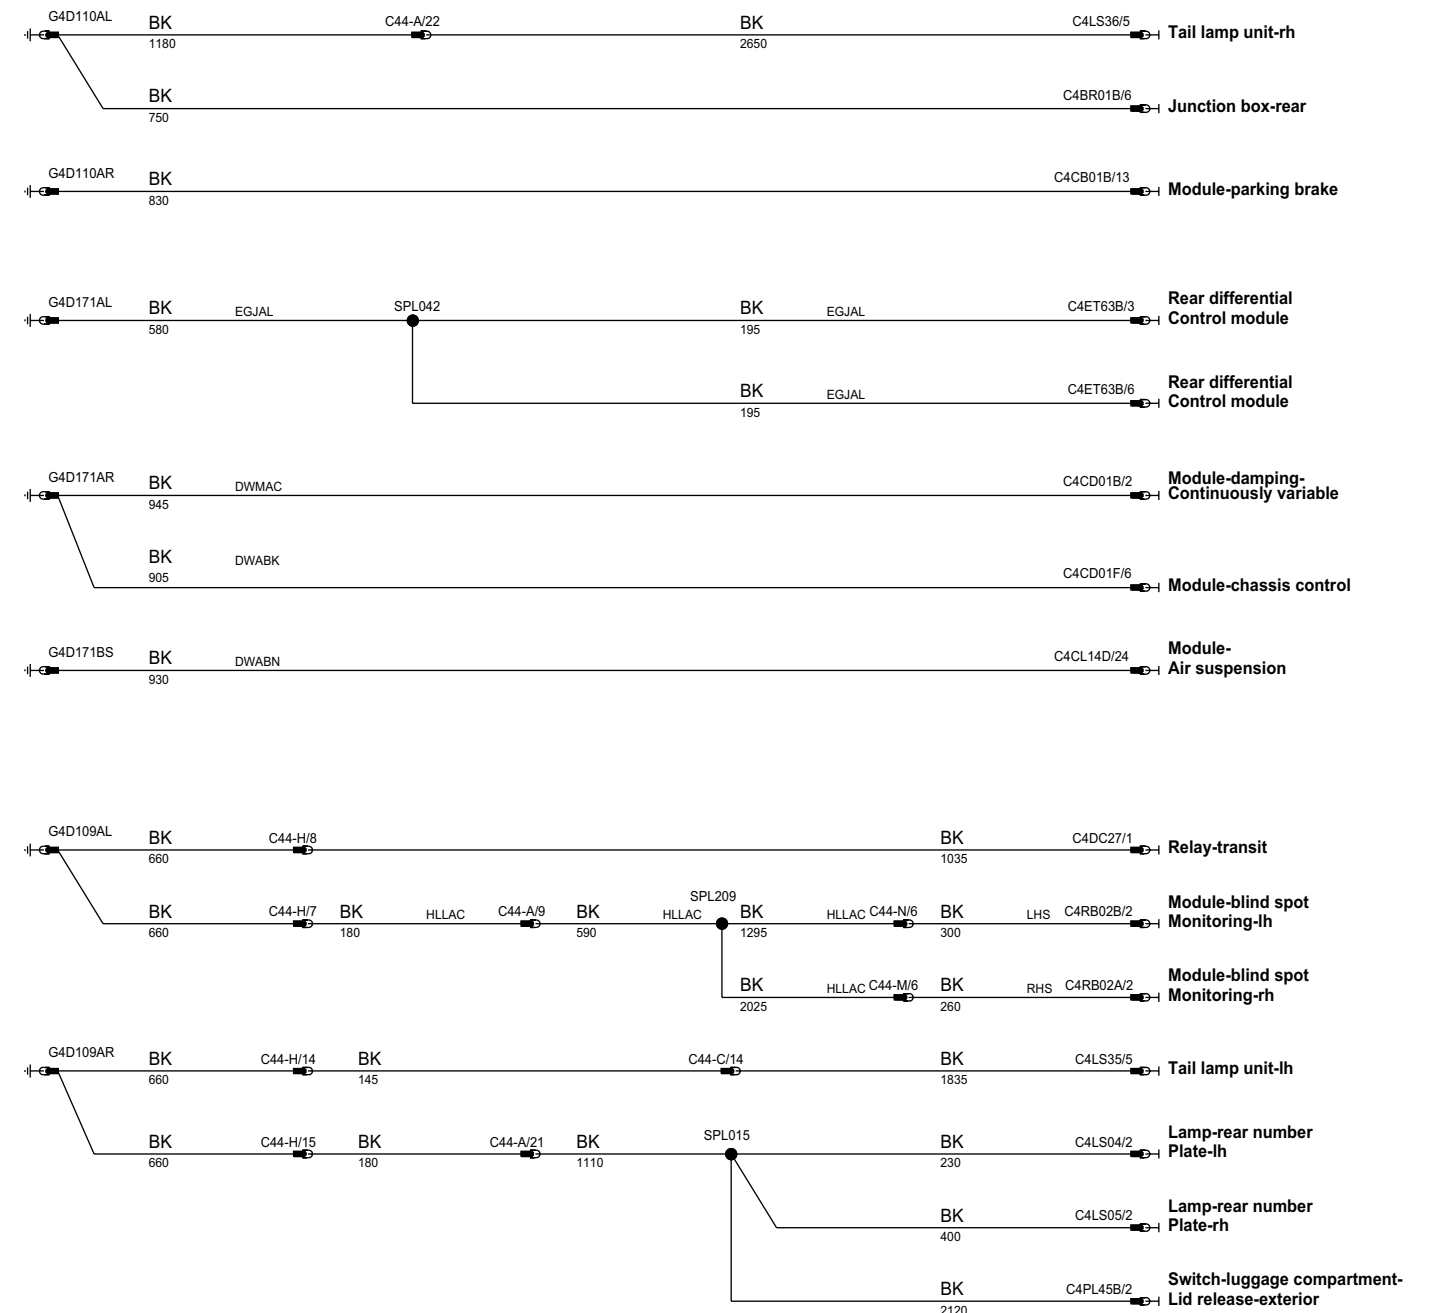 G4D110AL BK C44-A/22 BK C4LS36/5 Tail lamp unit-rh
1180 2650
BK C4BR01B/6 Junction box-rear
750
G4D110AR BK C4CB01B/13 Module-parking brake
830
G4D171AL BK EGJAL SPL042 BK EGJAL C4ET63B/3 Rear differential
580 195 Control module
BK EGJAL C4ET63B/6 Rear differential
195 Control module
G4D171AR BK DWMAC C4CD01B/2 Module-damping-
945 Continuously variable
BK DWABK
905 C4CD01F/6 Module-chassis control
G4D171BS BK DWABN C4CL14D/24 Module-
930 Air suspension
G4D109AL BK C44-H/8 BK C4DC27/1 Relay-transit
660 1035
BK C44-H/7 BK HLLAC C44-A/9 BK HLLAC SPL209 BK HLLAC C44-N/6 BK LHS C4RB02B/2 Module-blind spot
660 180 590 1295 300 Monitoring-lh
BK HLLAC C44-M/6 BK RHS C4RB02A/2 Module-blind spot
2025 260 Monitoring-rh
G4D109AR BK C44-H/14 BK C44-C/14 BK C4LS35/5 Tail lamp unit-lh
660 145 1835
BK C44-H/15 BK C44-A/21 BK SPL015 BK C4LS04/2 Lamp-rear number
660 180 1110 230 Plate-lh
BK C4LS05/2 Lamp-rear number
400 Plate-rh
BK C4PL45B/2 Switch-luggage compartment-
2120 Lid release-exterior